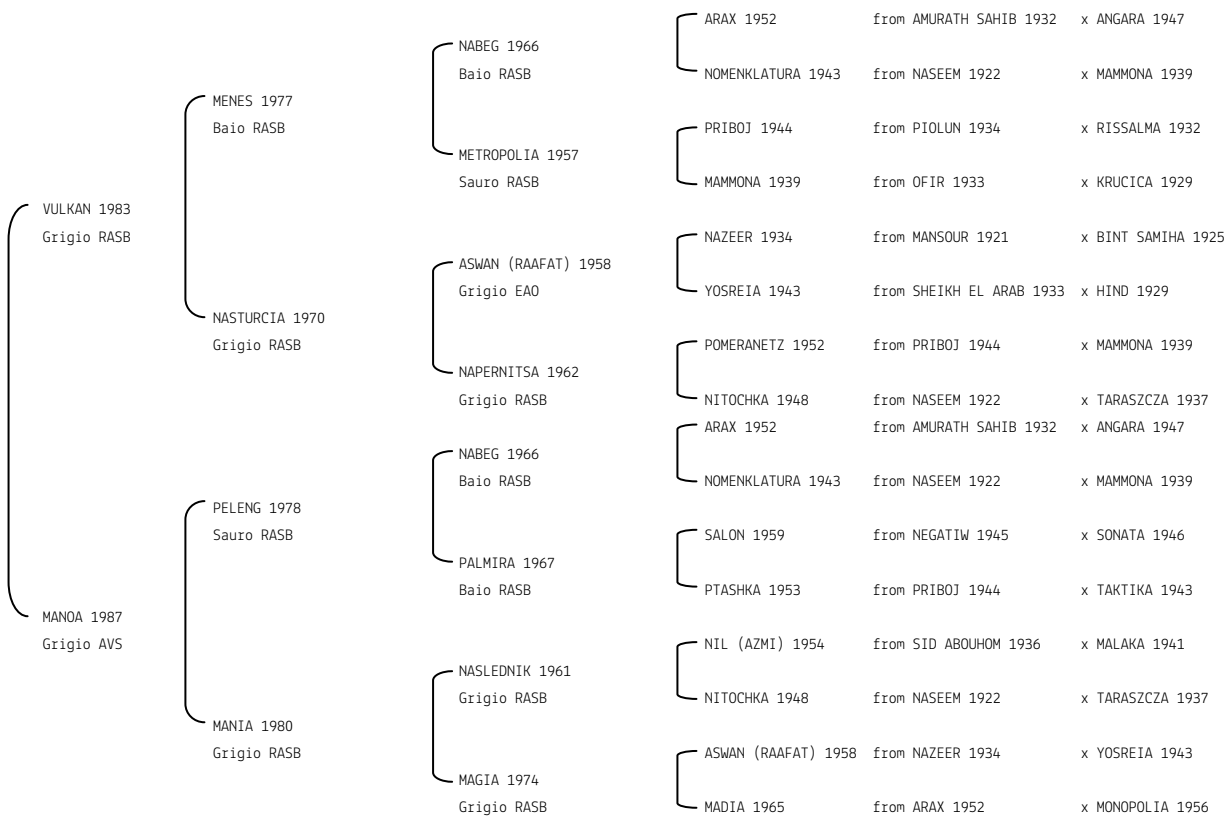 ARAX 1952 from AMURATH SAHIB 1932 x ANGARA 1947
NABEG 1966
Baio RASB
NOMENKLATURA 1943 from NASEEM 1922 x MAMMONA 1939
MENES 1977
Baio RASB
PRIBOJ 1944 from PIOLUN 1934 x RISSALMA 1932
METROPOLIA 1957
Sauro RASB
MAMMONA 1939 from OFIR 1933 x KRUCICA 1929
VULKAN 1983
Grigio RASB
NAZEER 1934 from MANSOUR 1921 x BINT SAMIHA 1925
ASWAN (RAAFAT) 1958
Grigio EAO
YOSREIA 1943 from SHEIKH EL ARAB 1933 x HIND 1929
NASTURCIA 1970
Grigio RASB
POMERANETZ 1952 from PRIBOJ 1944 x MAMMONA 1939
NAPERNITSA 1962
Grigio RASB
NITOCHKA 1948 from NASEEM 1922 x TARASZCZA 1937
ARAX 1952 from AMURATH SAHIB 1932 x ANGARA 1947
NABEG 1966
Baio RASB
NOMENKLATURA 1943 from NASEEM 1922 x MAMMONA 1939
PELENG 1978
Sauro RASB
SALON 1959 from NEGATIW 1945 x SONATA 1946
PALMIRA 1967
Baio RASB
PTASHKA 1953 from PRIBOJ 1944 x TAKTIKA 1943
MANOA 1987
Grigio AVS
NIL (AZMI) 1954 from SID ABOUHOM 1936 x MALAKA 1941
NASLEDNIK 1961
Grigio RASB
NITOCHKA 1948 from NASEEM 1922 x TARASZCZA 1937
MANIA 1980
Grigio RASB
ASWAN (RAAFAT) 1958 from NAZEER 1934 x YOSREIA 1943
MAGIA 1974
Grigio RASB
MADIA 1965 from ARAX 1952 x MONOPOLIA 1956